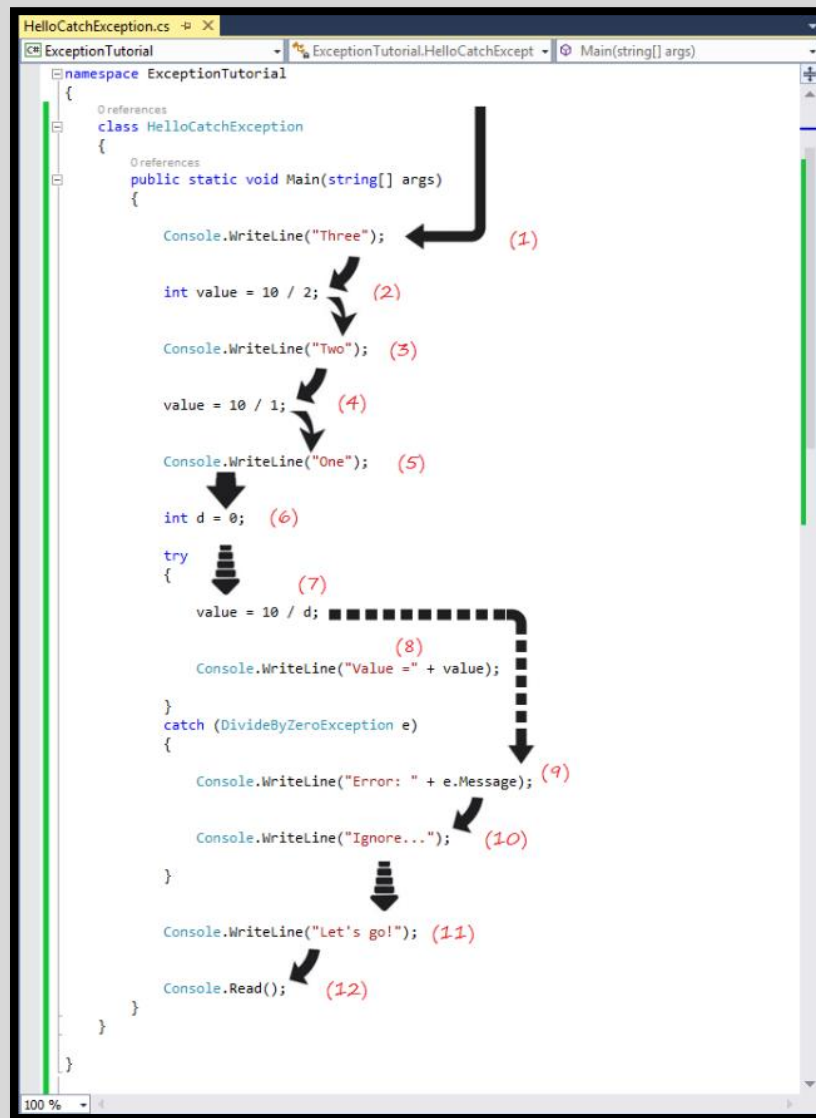 HelloCatchException.cs
C# ExceptionTutorial ExceptionTutorial.HelloCatchExcept Main(string[] args)
namespace ExceptionTutorial
{
0 references
class HelloCatchException
{
0 references
public static void Main(string[] args)
{
Console.WriteLine("Three"); (1)
int value = 10 / 2; (2)
Console.WriteLine("Two"); (3)
value = 10 / 1; (4)
Console.WriteLine("One"); (5)
int d = 0; (6)
try
{
(7)
value = 10 / d;
(8)
Console.WriteLine("Value =" + value);
}
catch (DivideByZeroException e)
{
Console.WriteLine("Error: " + e.Message); (9)
Console.WriteLine("Ignore..."); (10)
}
Console.WriteLine("Let's go!"); (11)
Console.Read(); (12)
}
}
}
100 %